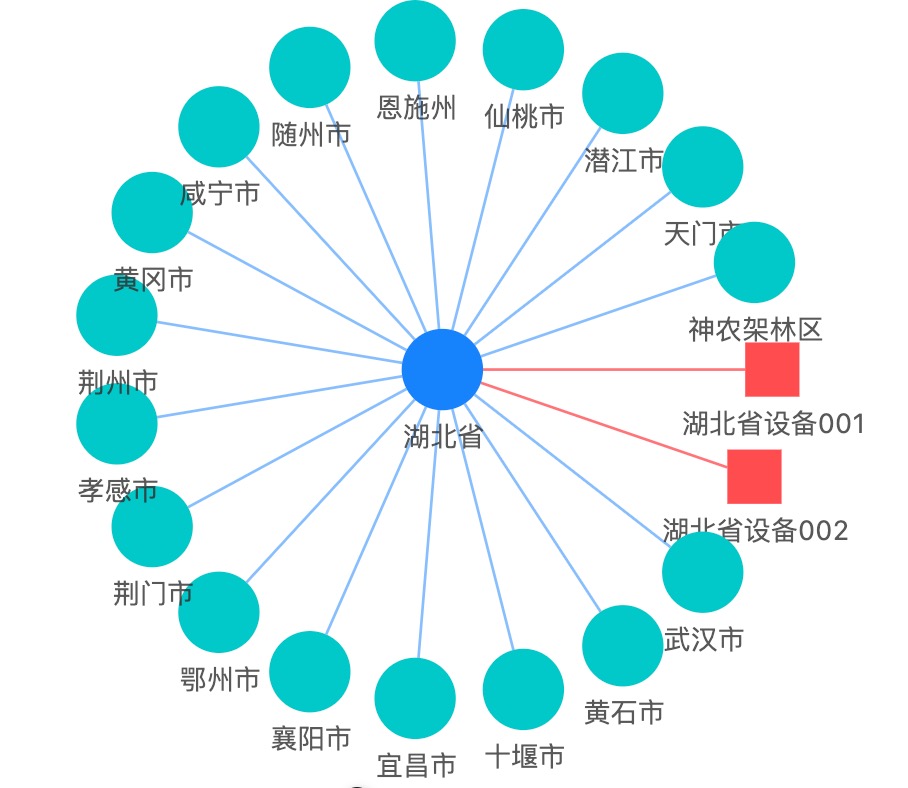 恩施州
仙桃市
随州市
潜江市
咸宁市
天门市
黄冈市
神农架林区
荆州市
湖北省设备001
湖北省
孝感市
湖北省设备002
荆门市
武汉市
鄂州市
黄石市
襄阳市
十堰市
宜昌市